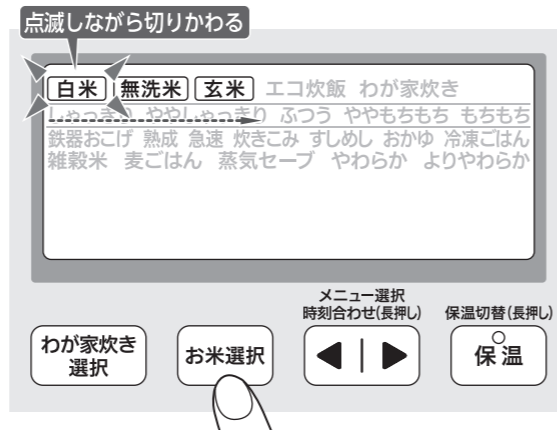 点滅しながら切りかわる
白米 無洗米 玄米 エコ炊飯 わが家炊き
しゃっきり ややしゃっきり ふつう ややもちもち もちもち
鉄器おこげ 熟成 急速 炊きこみ すしめし おかゆ 冷凍ごはん
雑穀米 麦ごはん 蒸気セーブ やわらか よりやわらか
メニュー選択
時刻合わせ(長押し) 保温切替(長押し)
わが家炊き
選択
お米選択
保温